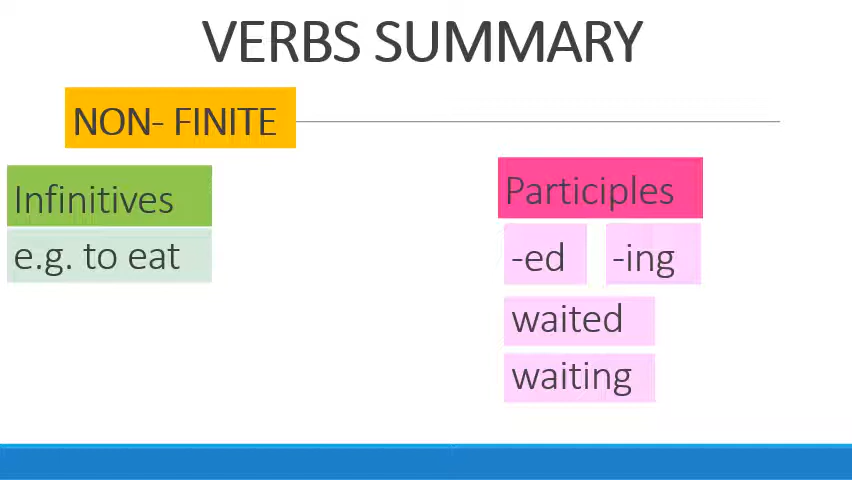 VERBS SUMMARY
NON- FINITE
Infinitives
e.g. to eat
Participles
-ed -ing
waited
waiting